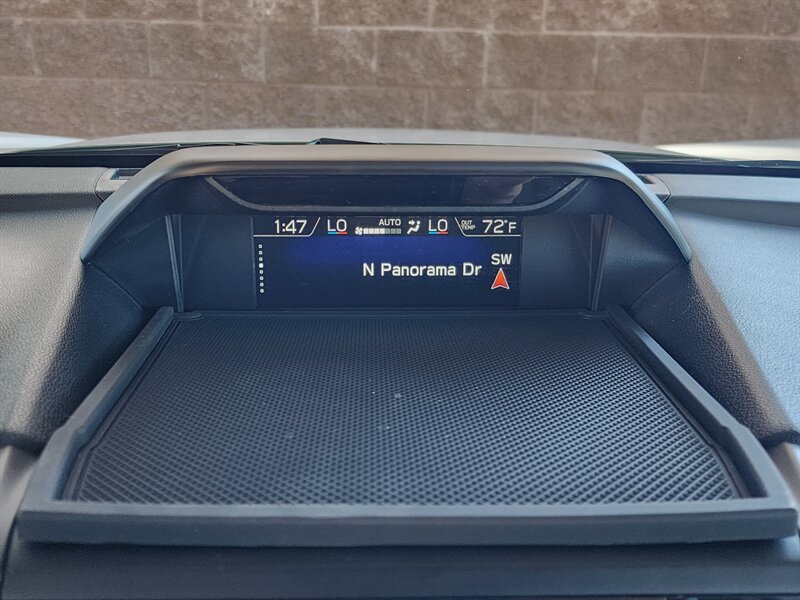 1:47 LO AUTO LO OUT TEMP 72°F
SW
N Panorama Dr